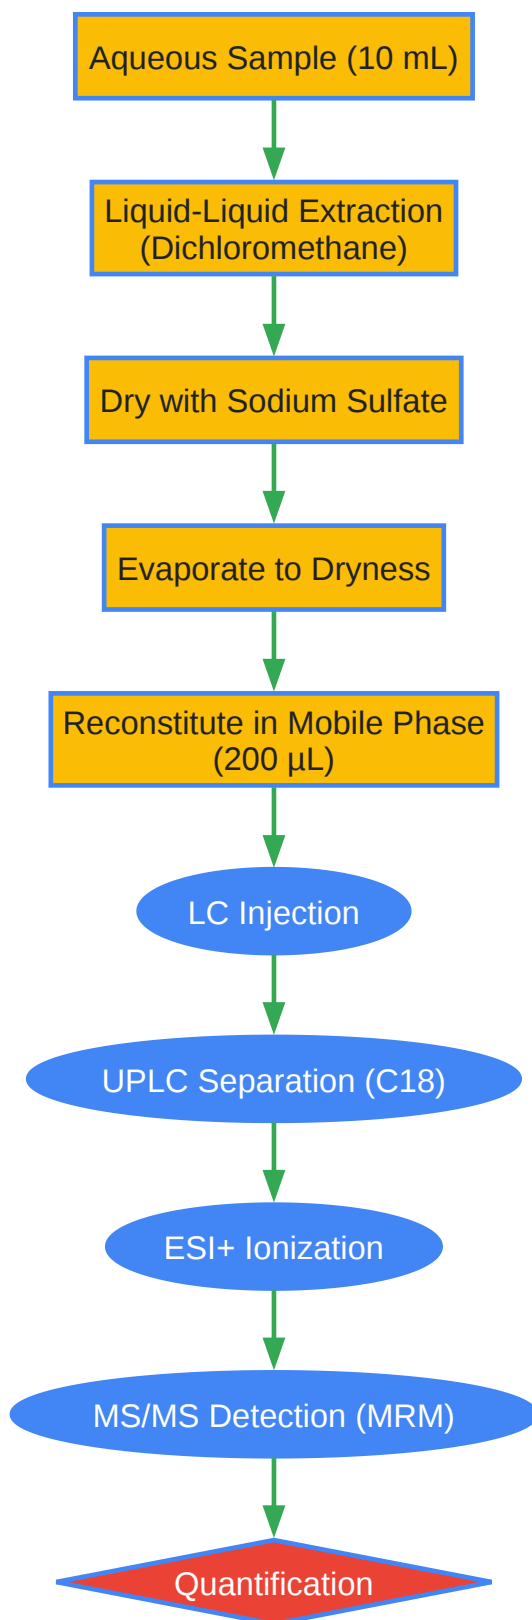 Aqueous Sample (10 mL)
Liquid-Liquid Extraction
(Dichloromethane)
Dry with Sodium Sulfate
Evaporate to Dryness
Reconstitute in Mobile Phase
(200 µL)
LC Injection
UPLC Separation (C18)
ESI+ Ionization
MS/MS Detection (MRM)
Quantification